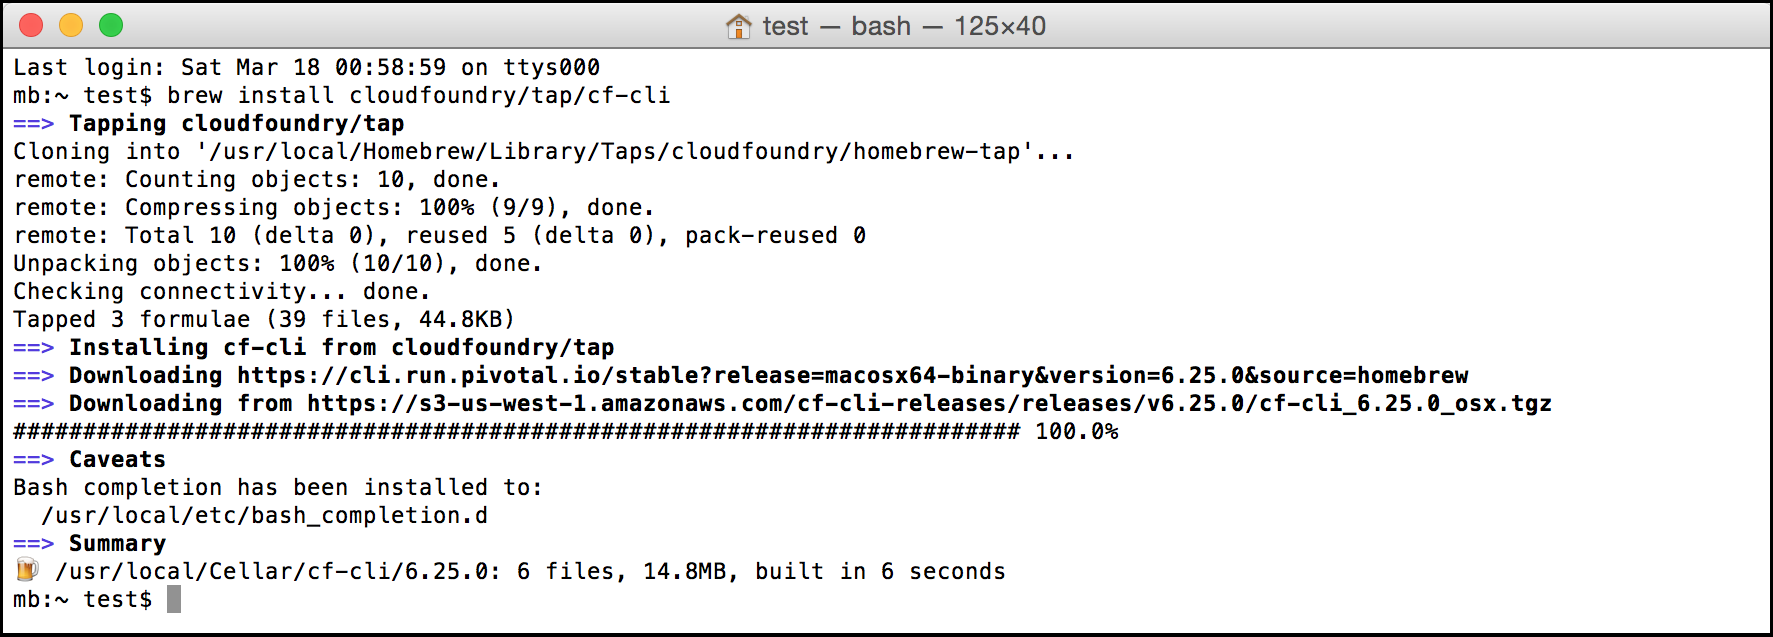 test — bash — 125×40
Last login: Sat Mar 18 00:58:59 on ttys000
mb:~ test$ brew install cloudfoundry/tap/cf-cli
==> Tapping cloudfoundry/tap
Cloning into '/usr/local/Homebrew/Library/Taps/cloudfoundry/homebrew-tap'...
remote: Counting objects: 10, done.
remote: Compressing objects: 100% (9/9), done.
remote: Total 10 (delta 0), reused 5 (delta 0), pack-reused 0
Unpacking objects: 100% (10/10), done.
Checking connectivity... done.
Tapped 3 formulae (39 files, 44.8KB)
==> Installing cf-cli from cloudfoundry/tap
==> Downloading https://cli.run.pivotal.io/stable?release=macosx64-binary&version=6.25.0&source=homebrew
==> Downloading from https://s3-us-west-1.amazonaws.com/cf-cli-releases/releases/v6.25.0/cf-cli_6.25.0_osx.tgz
######################################################################## 100.0%
==> Caveats
Bash completion has been installed to:
  /usr/local/etc/bash_completion.d
==> Summary
🍺 /usr/local/Cellar/cf-cli/6.25.0: 6 files, 14.8MB, built in 6 seconds
mb:~ test$